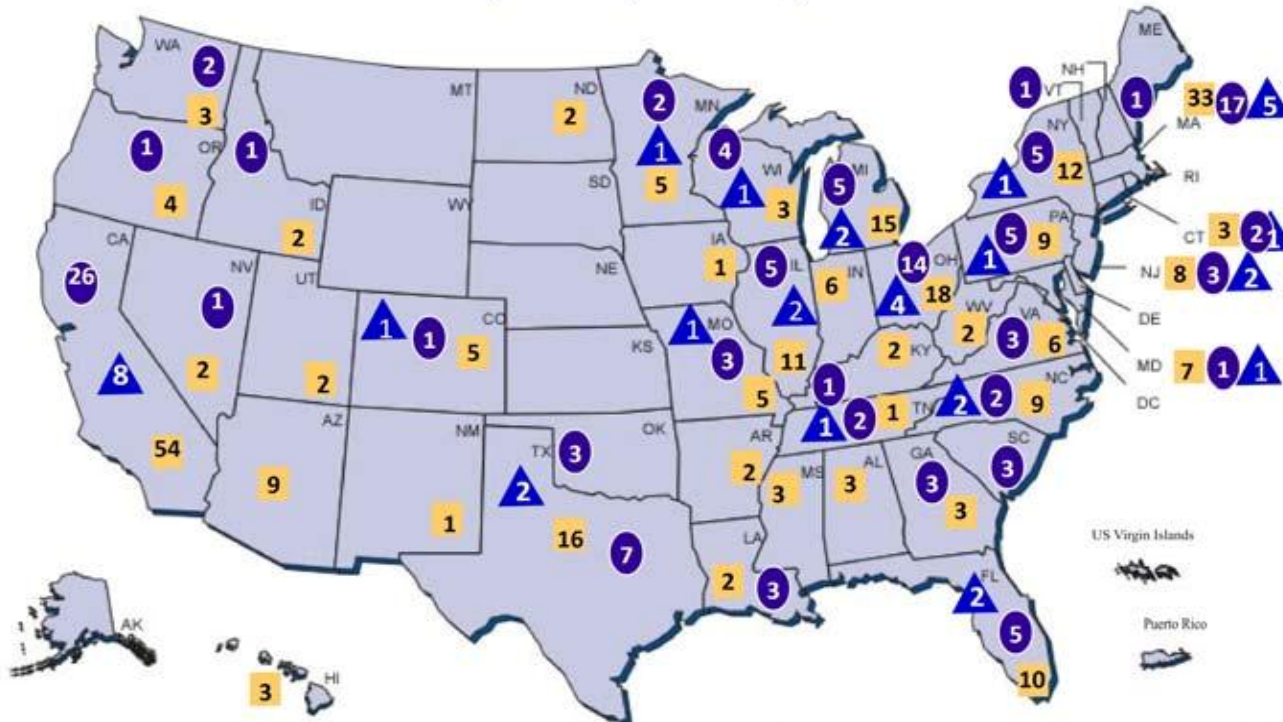 ME
WA
2
MT
ND
2
2
MN
NH
1
VT
1
33 17 5
3
1
OR
1
1
4
WI
5
MI
NY
5
12
MA
4
ID
2
SD
5
1
3
15
1
RI
WY
IA
1
2
PA
5
9
1
CT 3 2 1
CA
26
NV
1
UT
NE
5
IL
6
IN
14
OH
18
4
NJ 8 3 2
DE
1
CO
1
5
1
MO
3
2
WV
2
VA
3
6
8
2
2
KS
5
11
2
KY
MD 7 1 1
DC
1
NC
9
AZ
NM
OK
1
2
1
TN
2
2
54
9
1
TX
2
3
AR
2
MS
3
AL
3
GA
3
3
SC
3
16
7
LA
2
3
FL
2
5
10
US Virgin Islands
Puerto Rico
AK
HI
3